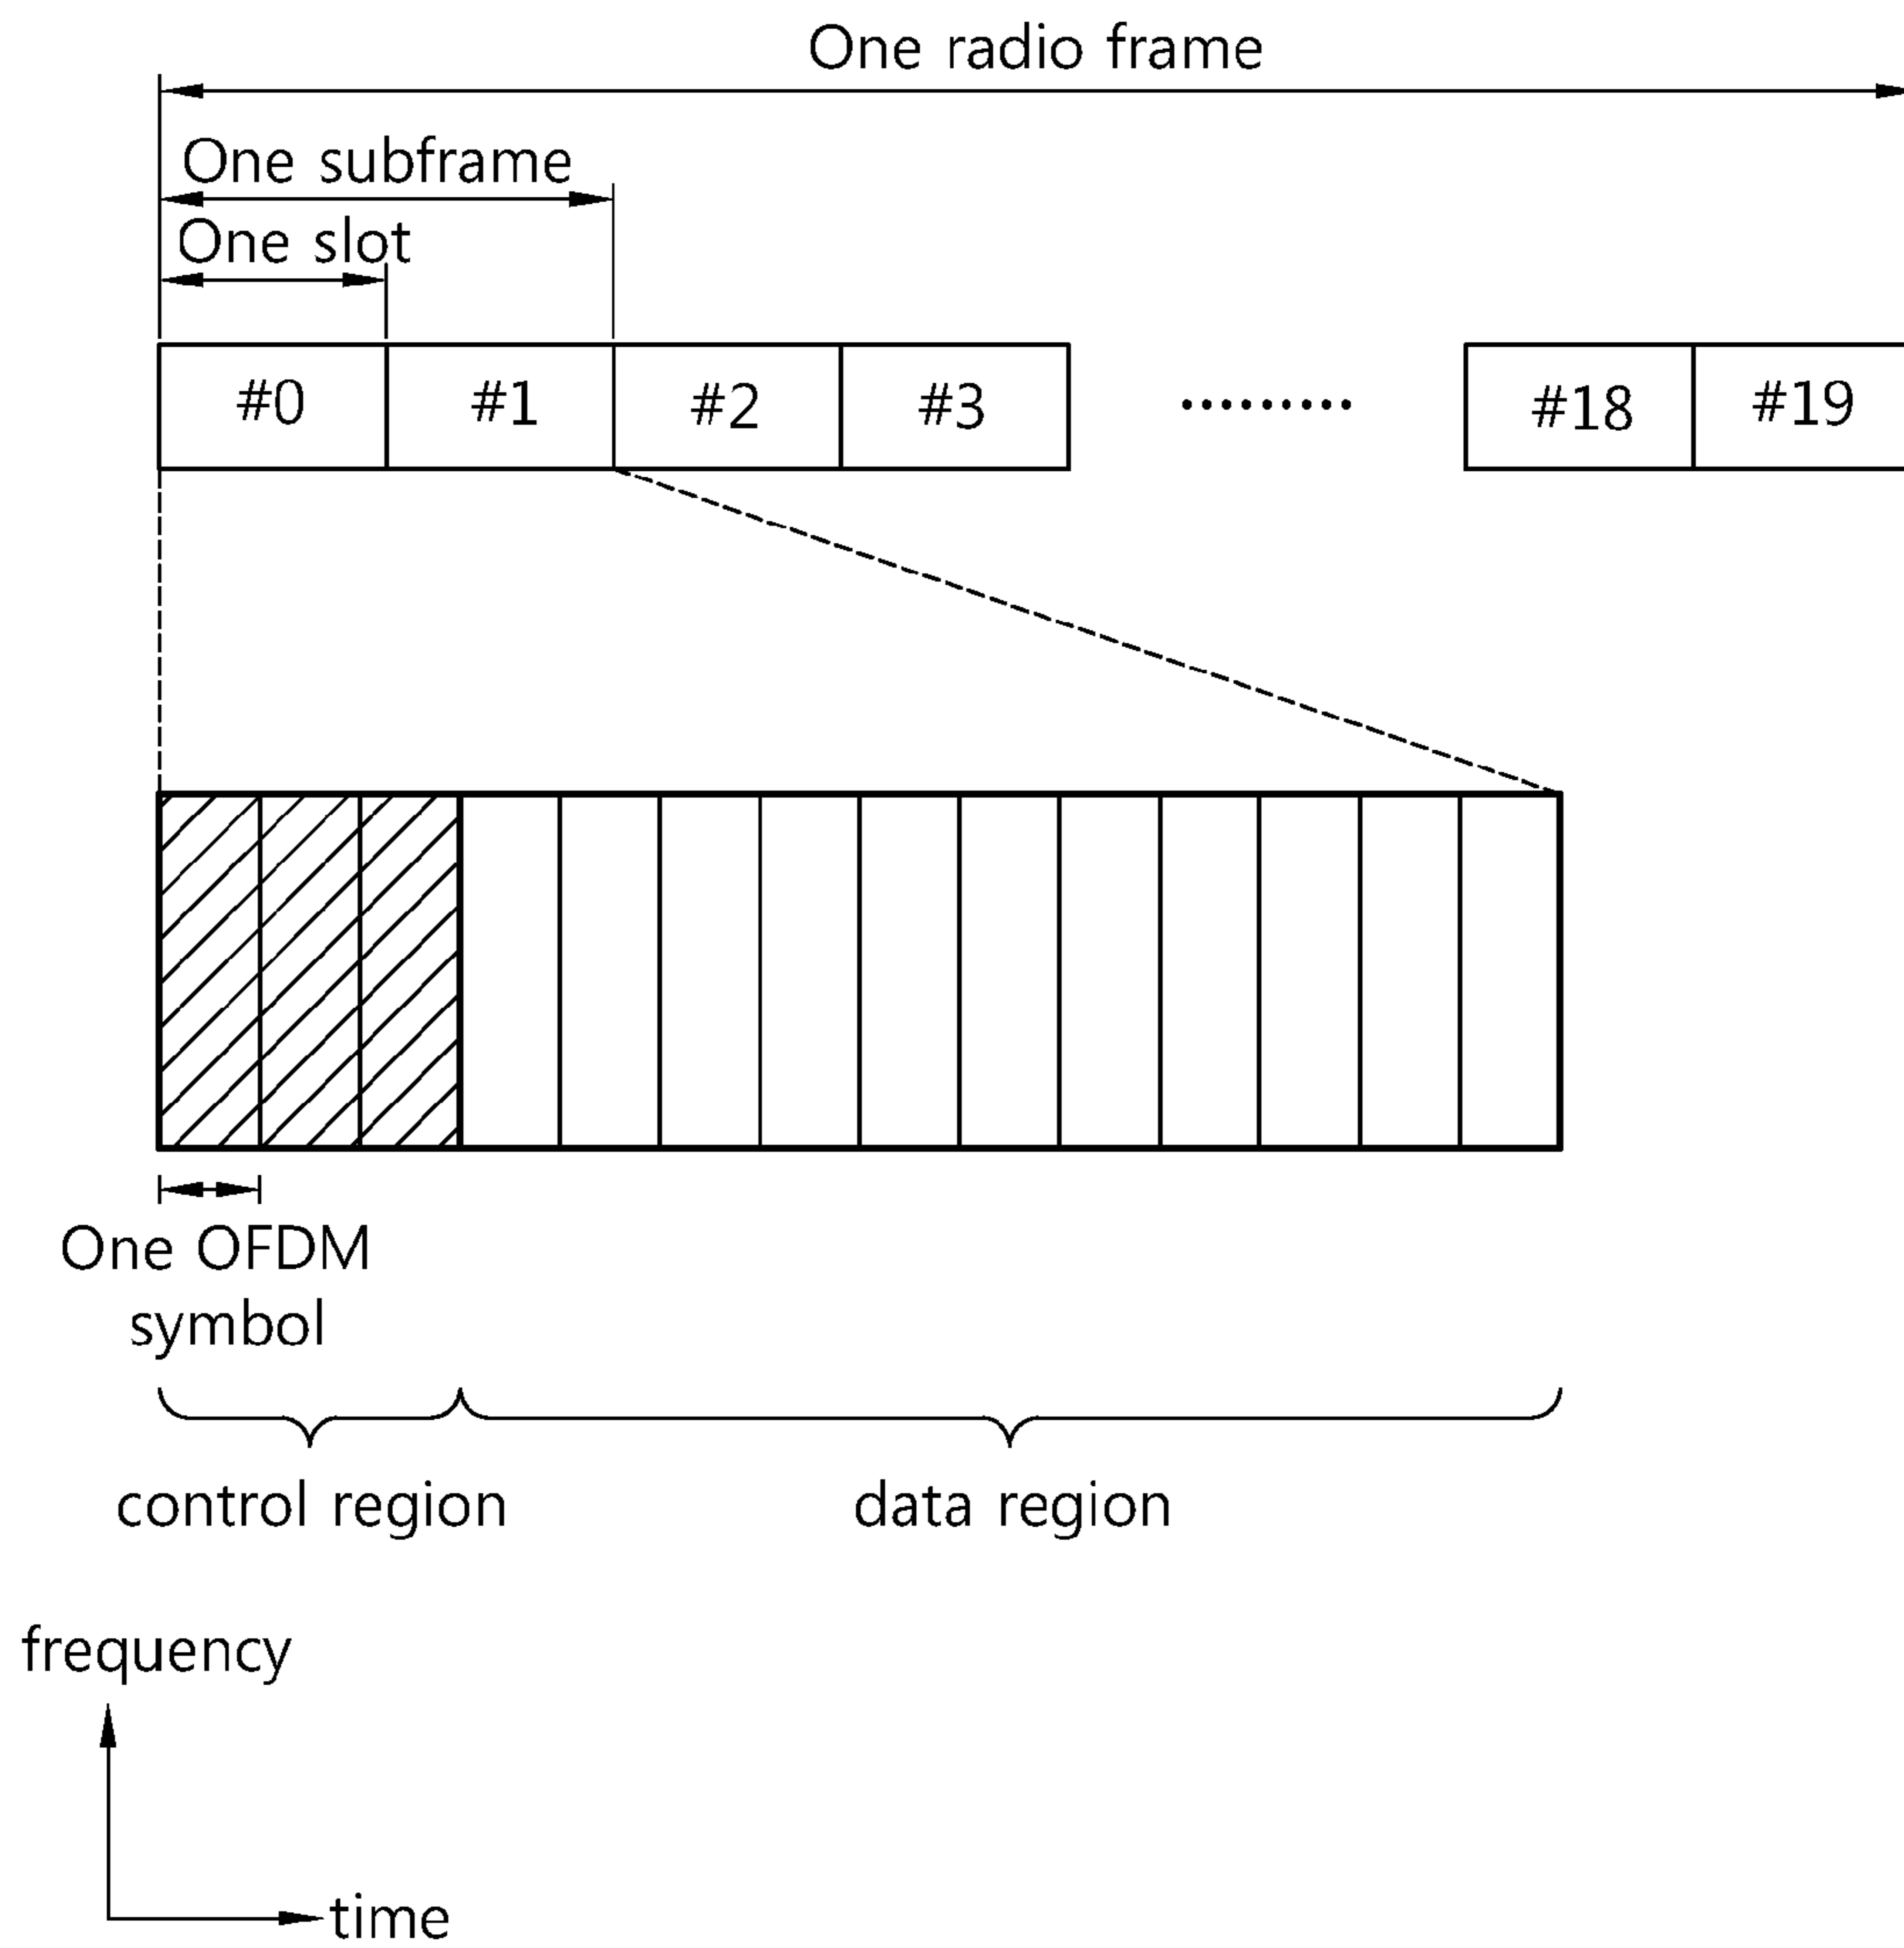 One radio frame
One subframe
One slot
#0 #1 #2 #3 ......... #18 #19
One OFDM
symbol
control region data region
frequency
time